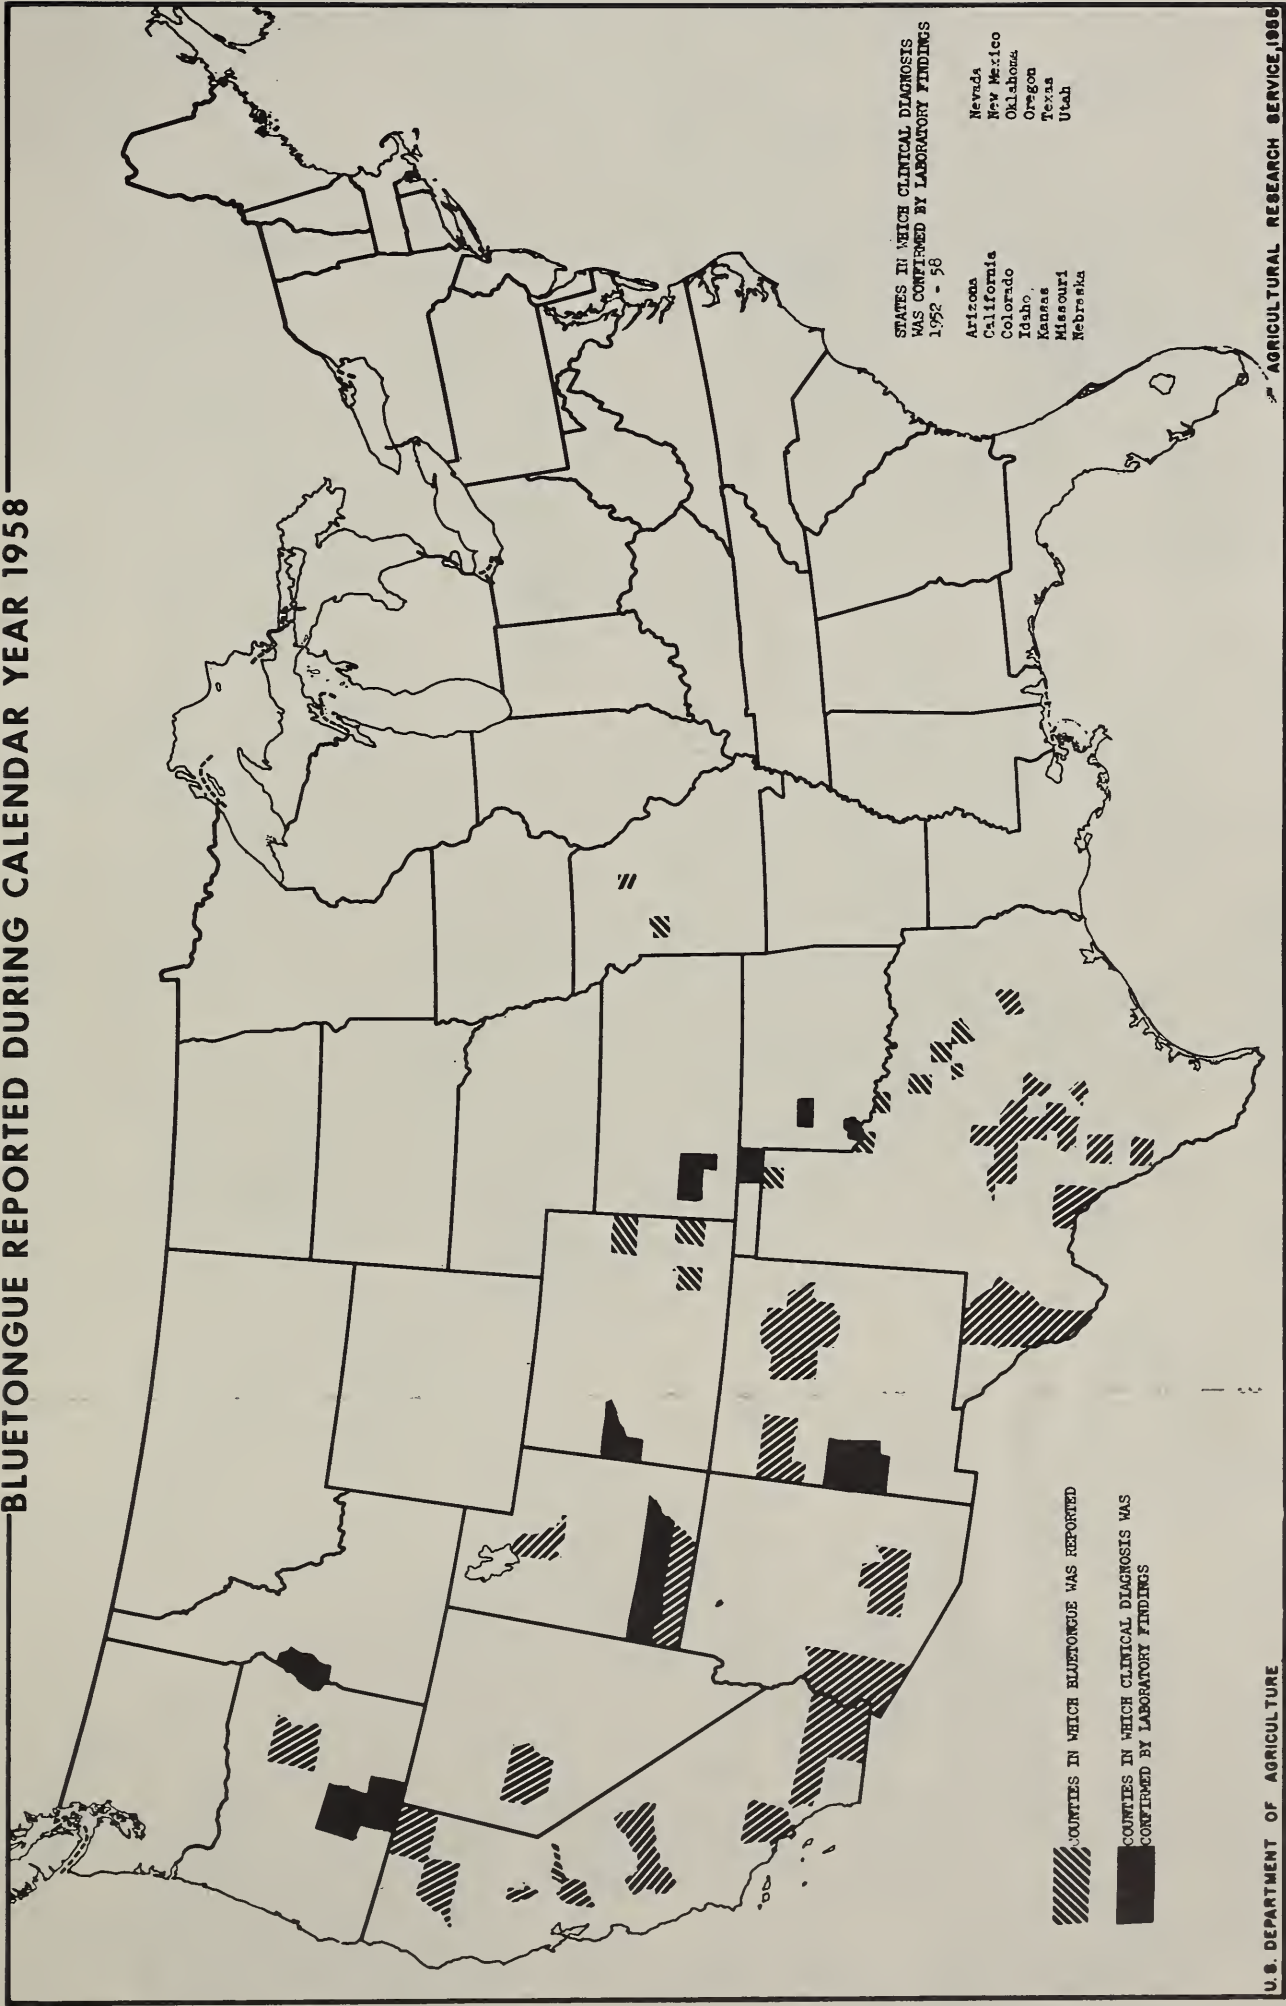 BLUETONGUE REPORTED DURING CALENDAR YEAR 1958
STATES IN WHICH CLINICAL DIAGNOSIS
WAS CONFIRMED BY LABORATORY FINDINGS
1952 - 58
Arizona
California
Colorado
Idaho
Kansas
Missouri
Nebraska
Nevada
New Mexico
Oklahoma
Oregon
Texas
Utah
COUNTIES IN WHICH BLUETONGUE WAS REPORTED
COUNTIES IN WHICH CLINICAL DIAGNOSIS WAS
CONFIRMED BY LABORATORY FINDINGS
U.S. DEPARTMENT OF AGRICULTURE
AGRICULTURAL RESEARCH SERVICE,